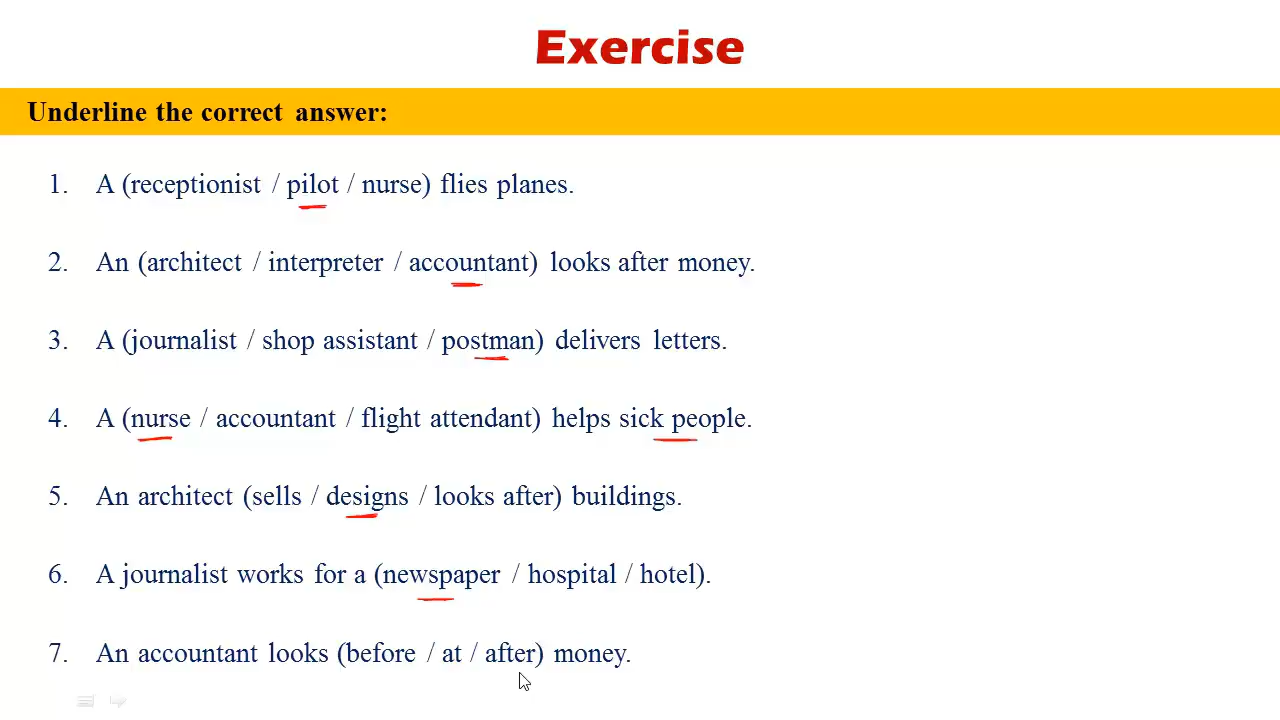 Exercise
Underline the correct answer:
1. A (receptionist / pilot / nurse) flies planes.
2. An (architect / interpreter / accountant) looks after money.
3. A (journalist / shop assistant / postman) delivers letters.
4. A (nurse / accountant / flight attendant) helps sick people.
5. An architect (sells / designs / looks after) buildings.
6. A journalist works for a (newspaper / hospital / hotel).
7. An accountant looks (before / at / after) money.